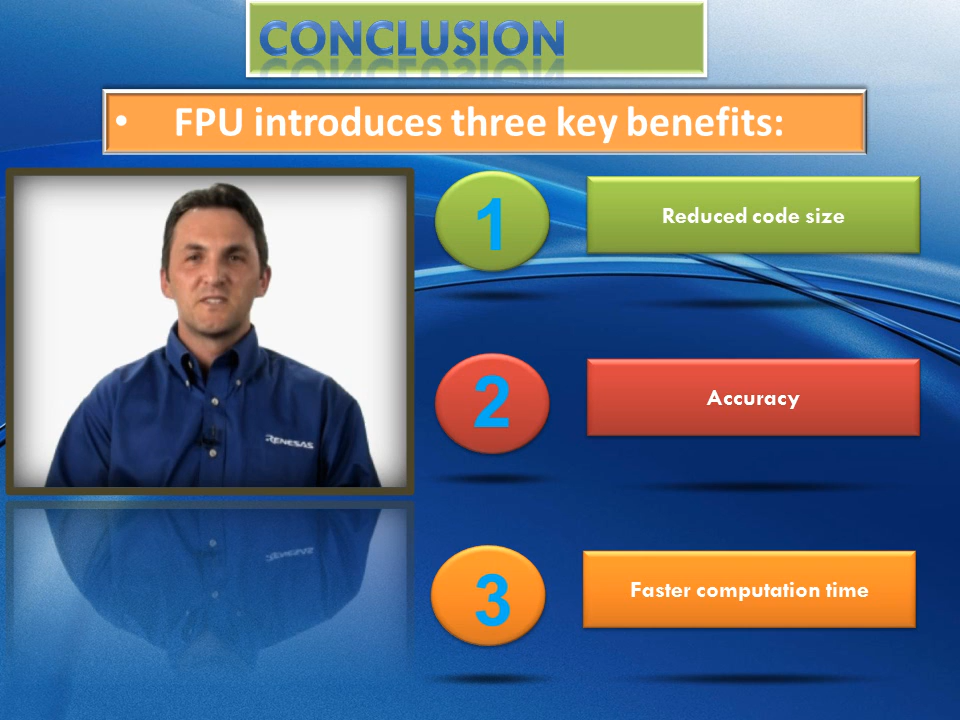 CONCLUSION
• FPU introduces three key benefits:
1
Reduced code size
RENESAS
2
Accuracy
3
Faster computation time